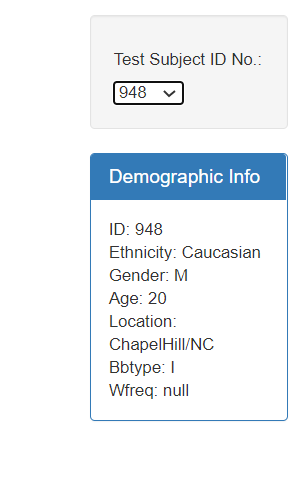 Test Subject ID No.:
948
Demographic Info
ID: 948
Ethnicity: Caucasian
Gender: M
Age: 20
Location:
ChapelHill/NC
Bbtype: I
Wfreq: null